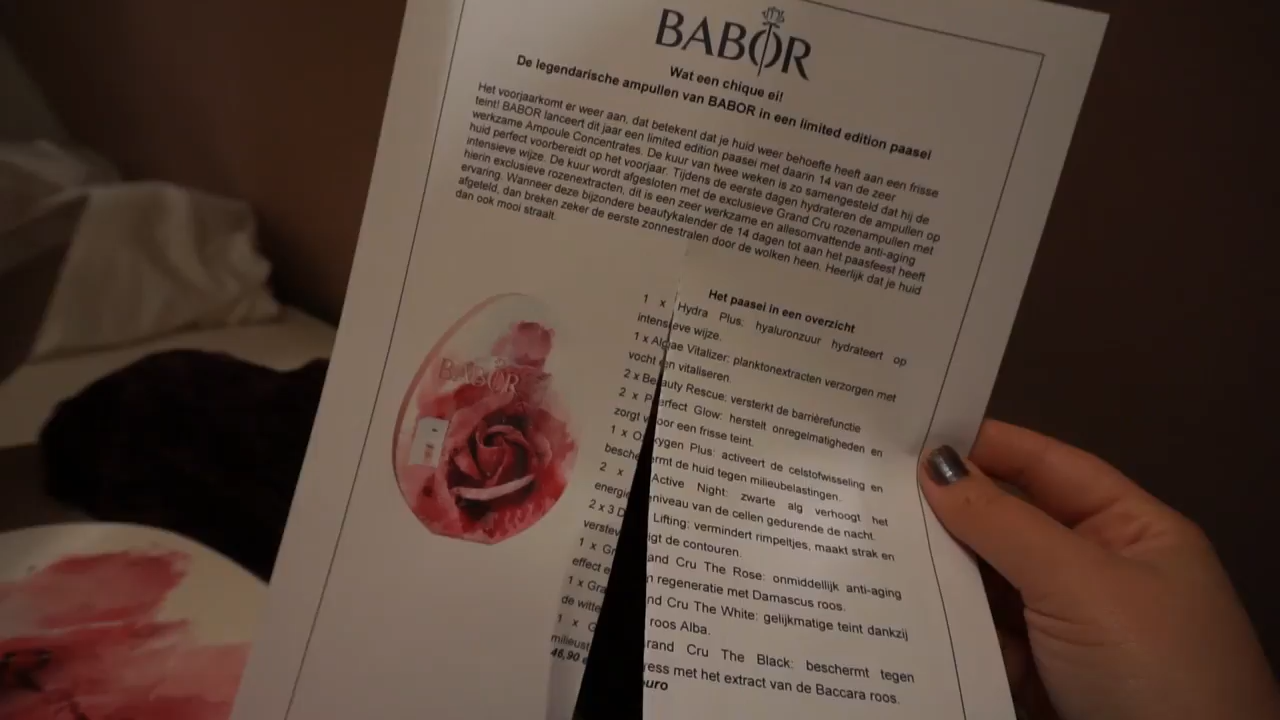 BABOR
Wat een chique ei!
De legendarische ampullen van BABOR in een limited edition paasei
Het voorjaarkomt er weer aan, dat betekent dat je huid weer behoefte heeft aan een frisse
teint! BABOR lanceert dit jaar een limited edition paasei met daarin 14 van de zeer
werkzame Ampoule Concentrates. De kuur van twee weken is zo samengesteld dat hij de
huid perfect voorbereidt op het voorjaar. Tijdens de eerste dagen hydrateren de ampullen op
intensieve wijze. De kuur wordt afgesloten met de exclusieve Grand Cru rozenampullen met
hierin exclusieve rozenextracten, dit is een zeer werkzame en allesomvattende anti-aging
ervaring. Wanneer deze bijzondere beautykalender de 14 dagen tot aan het paasfeest heeft
afgeteld, dan breken zeker de eerste zonnestralen door de wolken heen. Heerlijk dat je huid
dan ook mooi straalt.
BABOR
Het paasei in een overzicht
1 x Hydra Plus: hyaluronzuur hydrateert op
intensieve wijze.
1 x Algae Vitalizer: planktonextracten verzorgen met
vocht en vitaliseren.
2 x Beauty Rescue: versterkt de barrièrefunctie
2 x Perfect Glow: herstelt onregelmatigheden en
zorgt voor een frisse teint.
1 x Oxygen Plus: activeert de celstofwisseling en
beschermt de huid tegen milieubelastingen.
2 x Active Night: zwarte alg verhoogt het
energieniveau van de cellen gedurende de nacht.
2 x 3 D Lifting: vermindert rimpeltjes, maakt strak en
verstevigt de contouren.
1 x Grand Cru The Rose: onmiddellijk anti-aging
effect en regeneratie met Damascus roos.
1 x Grand Cru The White: gelijkmatige teint dankzij
de witte roos Alba.
1 x Grand Cru The Black: beschermt tegen
milieustress met het extract van de Baccara roos.
46,90 euro